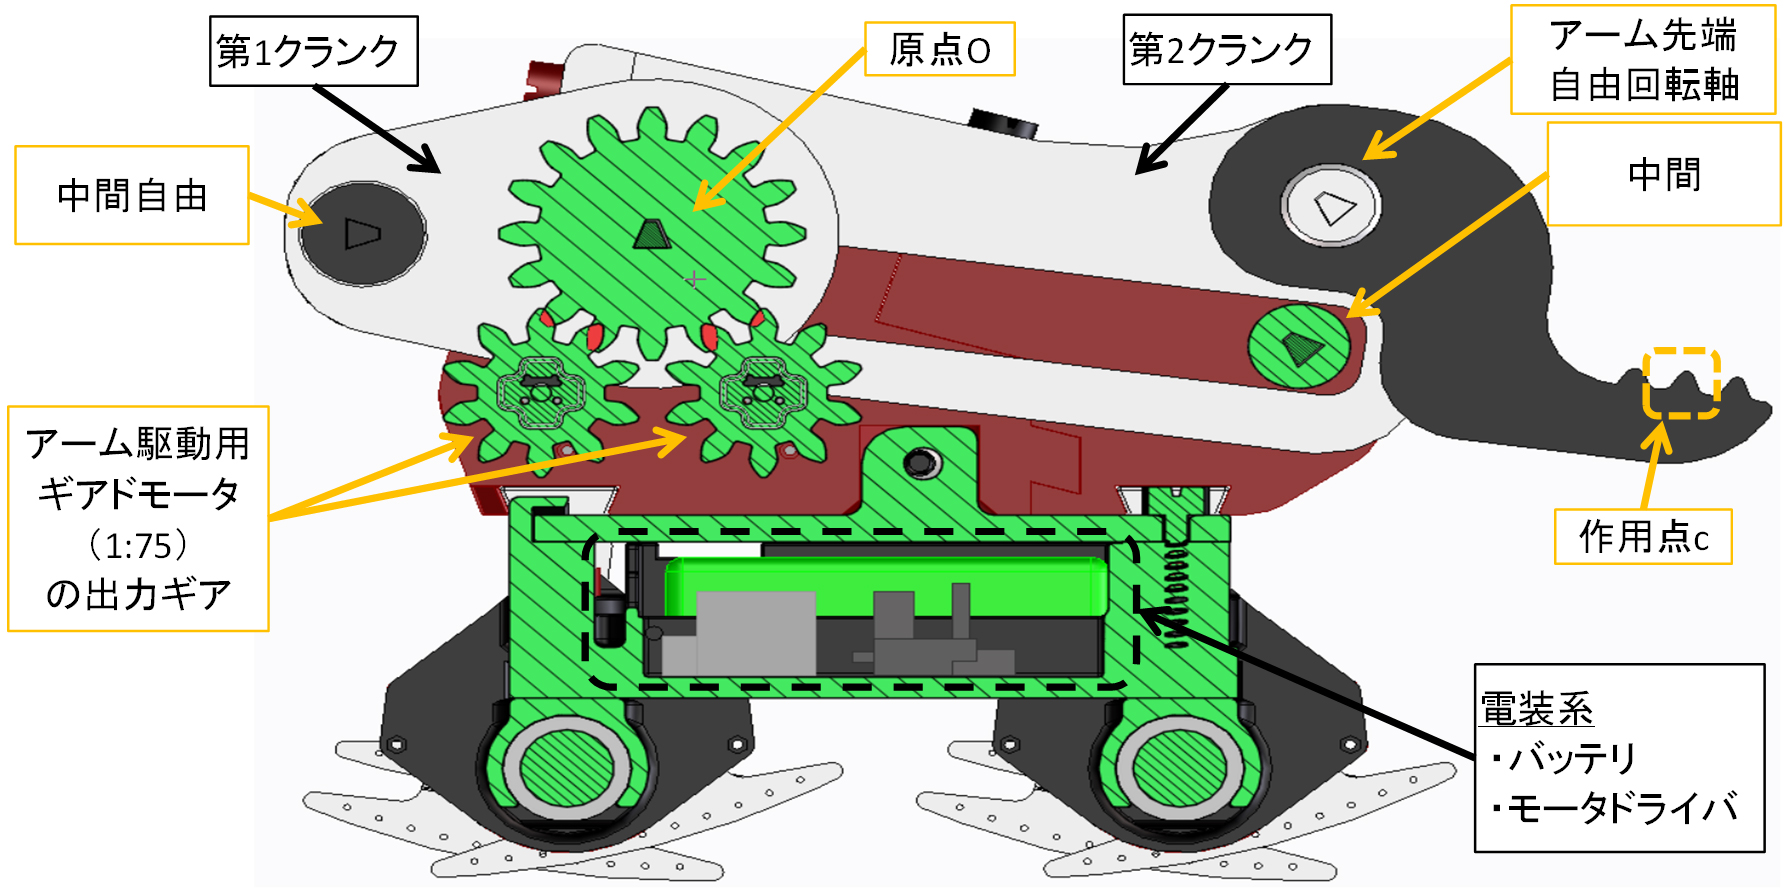 第1クランク
原点O
第2クランク
アーム先端
自由回転軸
中間自由
中間
アーム駆動用
ギアドモータ
（1:75）
の出力ギア
作用点c
電装系
・バッテリ
・モータドライバ